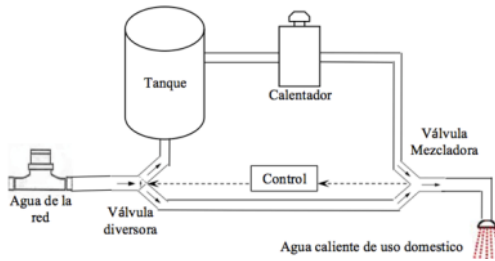 Tanque
Calentador
Válvula
Mezcladora
Control
Agua de la
red
Válvula
diversora
Agua caliente de uso domestico